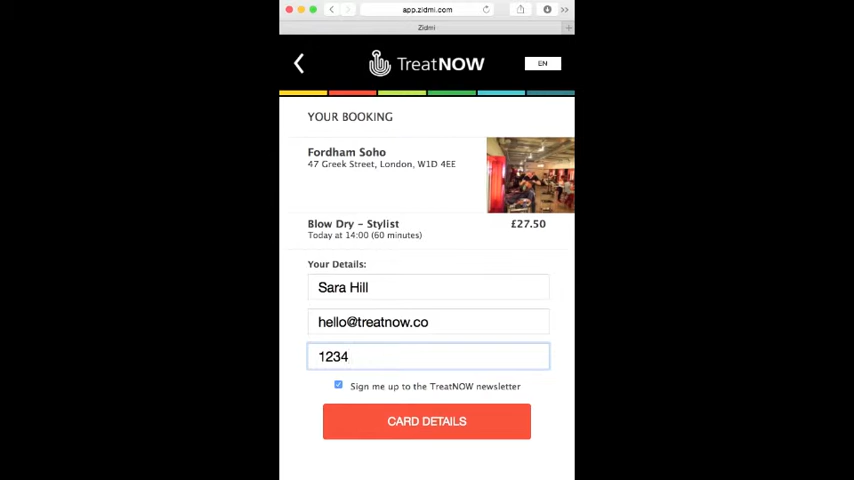 app.zidmi.com
Zidmi
TreatNOW
EN
YOUR BOOKING
Fordham Soho
47 Greek Street, London, W1D 4EE
Blow Dry - Stylist
£27.50
Today at 14:00 (60 minutes)
Your Details:
Sara Hill
hello@treatnow.co
1234
Sign me up to the TreatNOW newsletter
CARD DETAILS